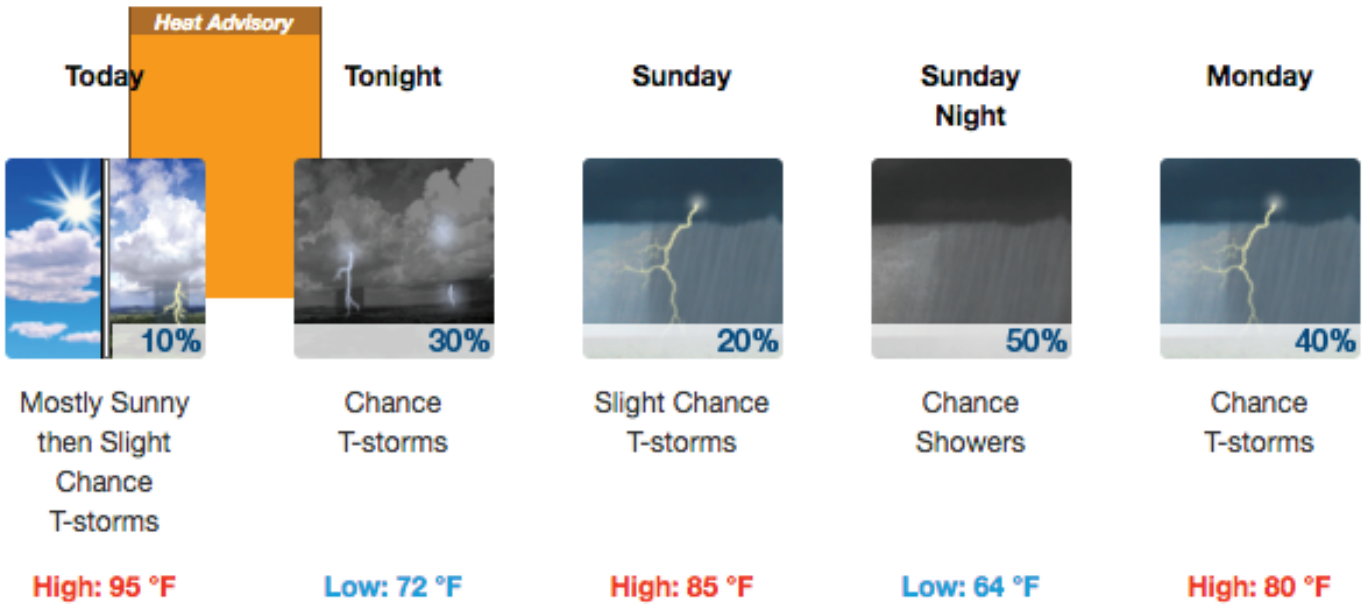 Heat Advisory
Today
Tonight
Sunday
Sunday
Night
Monday
10%
30%
20%
50%
40%
Mostly Sunny
then Slight
Chance
T-storms
Chance
T-storms
Slight Chance
T-storms
Chance
Showers
Chance
T-storms
High: 95 °F
Low: 72 °F
High: 85 °F
Low: 64 °F
High: 80 °F